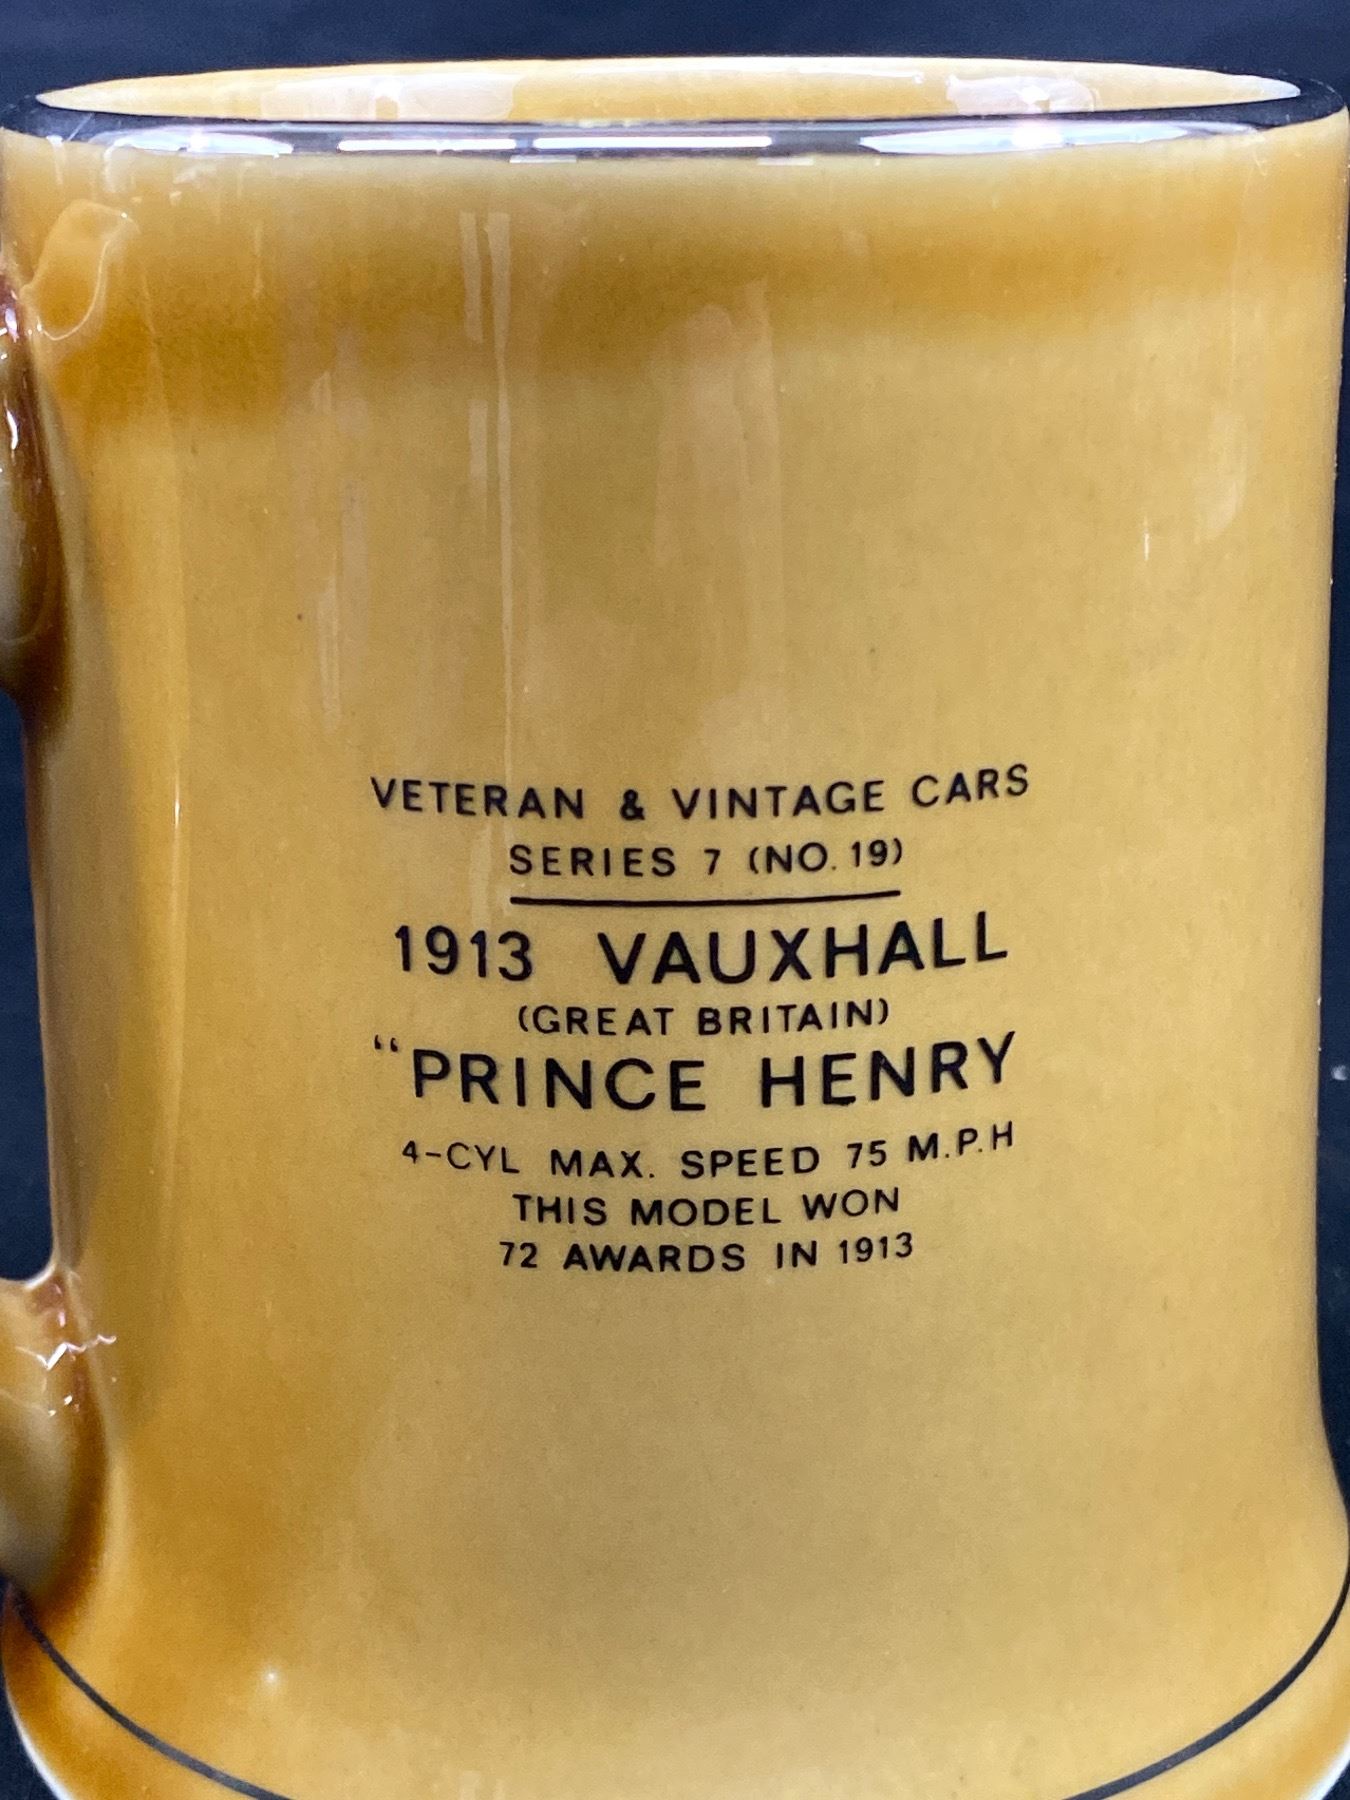 VETERAN & VINTAGE CARS
SERIES 7 (NO. 19)
1913 VAUXHALL
(GREAT BRITAIN)
“PRINCE HENRY
4-CYL MAX. SPEED 75 M.P.H
THIS MODEL WON
72 AWARDS IN 1913